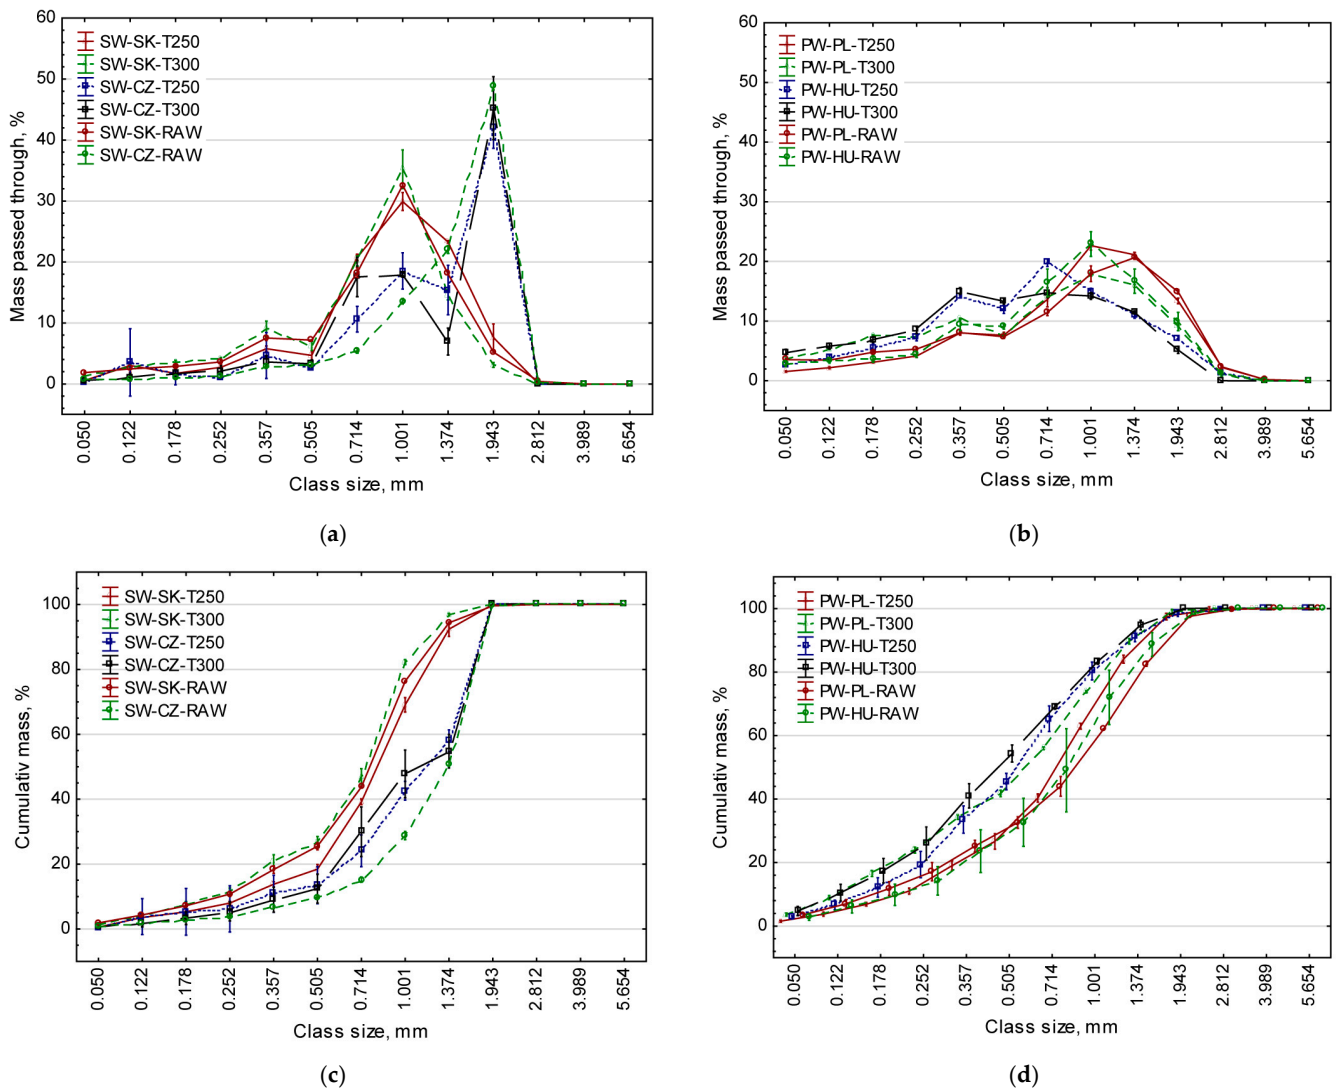 60
50
40
30
20
10
0
Mass passed through, %
SW-SK-T250
SW-SK-T300
SW-CZ-T250
SW-CZ-T300
SW-SK-RAW
SW-CZ-RAW
0.050
0.122
0.178
0.252
0.357
0.505
0.714
1.001
1.374
1.943
2.812
3.989
5.654
Class size, mm
(a)
60
50
40
30
20
10
0
Mass passed through, %
PW-PL-T250
PW-PL-T300
PW-HU-T250
PW-HU-T300
PW-PL-RAW
PW-HU-RAW
0.050
0.122
0.178
0.252
0.357
0.505
0.714
1.001
1.374
1.943
2.812
3.989
5.654
Class size, mm
(b)
100
80
60
40
20
0
Cumulativ mass, %
SW-SK-T250
SW-SK-T300
SW-CZ-T250
SW-CZ-T300
SW-SK-RAW
SW-CZ-RAW
0.050
0.122
0.178
0.252
0.357
0.505
0.714
1.001
1.374
1.943
2.812
3.989
5.654
Class size, mm
(c)
100
80
60
40
20
0
Cumulativ mass, %
PW-PL-T250
PW-PL-T300
PW-HU-T250
PW-HU-T300
PW-PL-RAW
PW-HU-RAW
0.050
0.122
0.178
0.252
0.357
0.505
0.714
1.001
1.374
1.943
2.812
3.989
5.654
Class size, mm
(d)